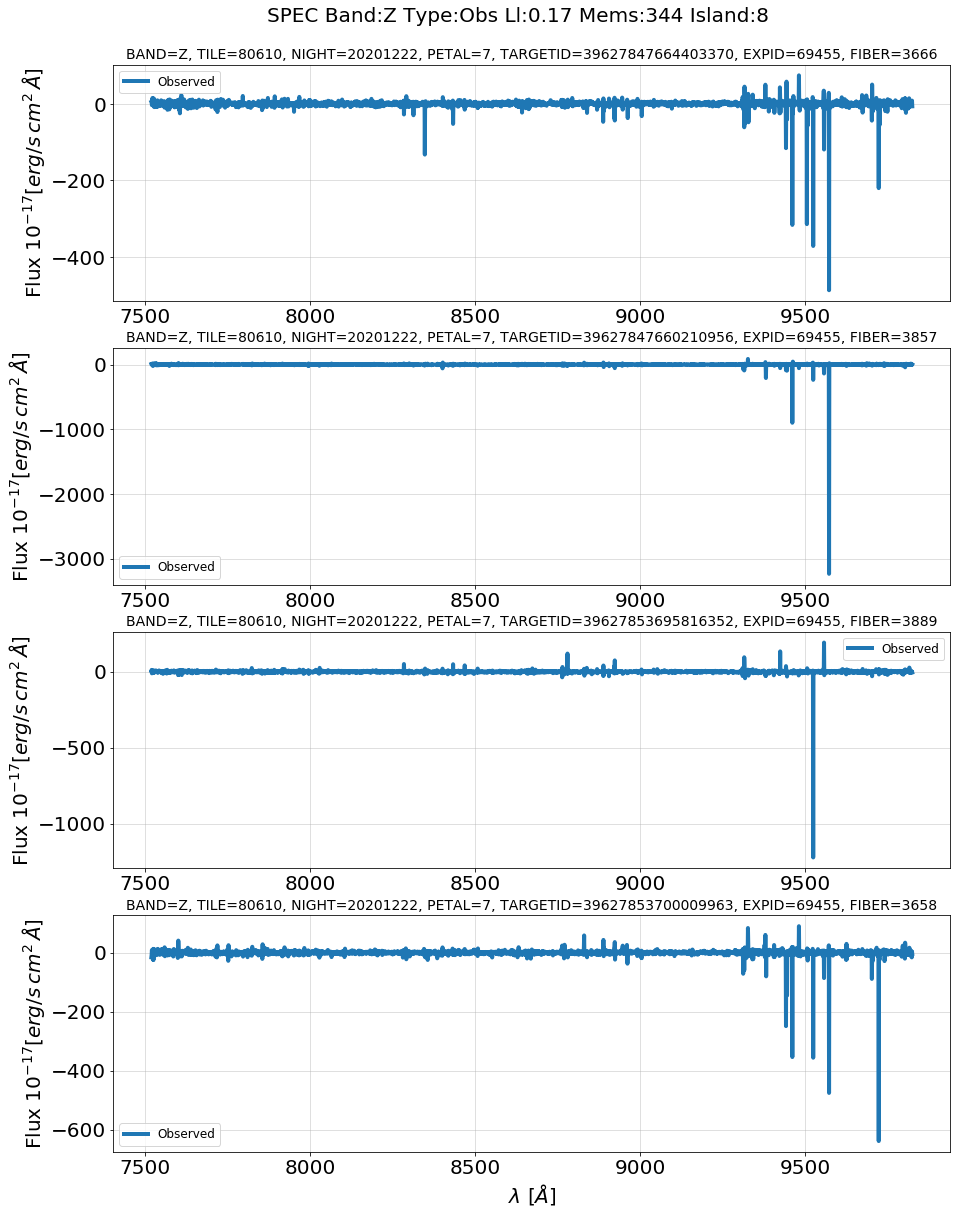 SPEC Band:Z Type:Obs Ll:0.17 Mems:344 Island:8
BAND=Z, TILE=80610, NIGHT=20201222, PETAL=7, TARGETID=39627847664403370, EXPID=69455, FIBER=3666
Observed
Flux 10⁻¹⁷[erg/s cm² Å]
0
−200
−400
7500 8000 8500 9000 9500
BAND=Z, TILE=80610, NIGHT=20201222, PETAL=7, TARGETID=39627847660210956, EXPID=69455, FIBER=3857
Flux 10⁻¹⁷[erg/s cm² Å]
0
−1000
−2000
−3000
Observed
7500 8000 8500 9000 9500
BAND=Z, TILE=80610, NIGHT=20201222, PETAL=7, TARGETID=39627853695816352, EXPID=69455, FIBER=3889
Observed
Flux 10⁻¹⁷[erg/s cm² Å]
0
−500
−1000
7500 8000 8500 9000 9500
BAND=Z, TILE=80610, NIGHT=20201222, PETAL=7, TARGETID=39627853700009963, EXPID=69455, FIBER=3658
Flux 10⁻¹⁷[erg/s cm² Å]
0
−200
−400
−600
Observed
7500 8000 8500 9000 9500
λ [Å]